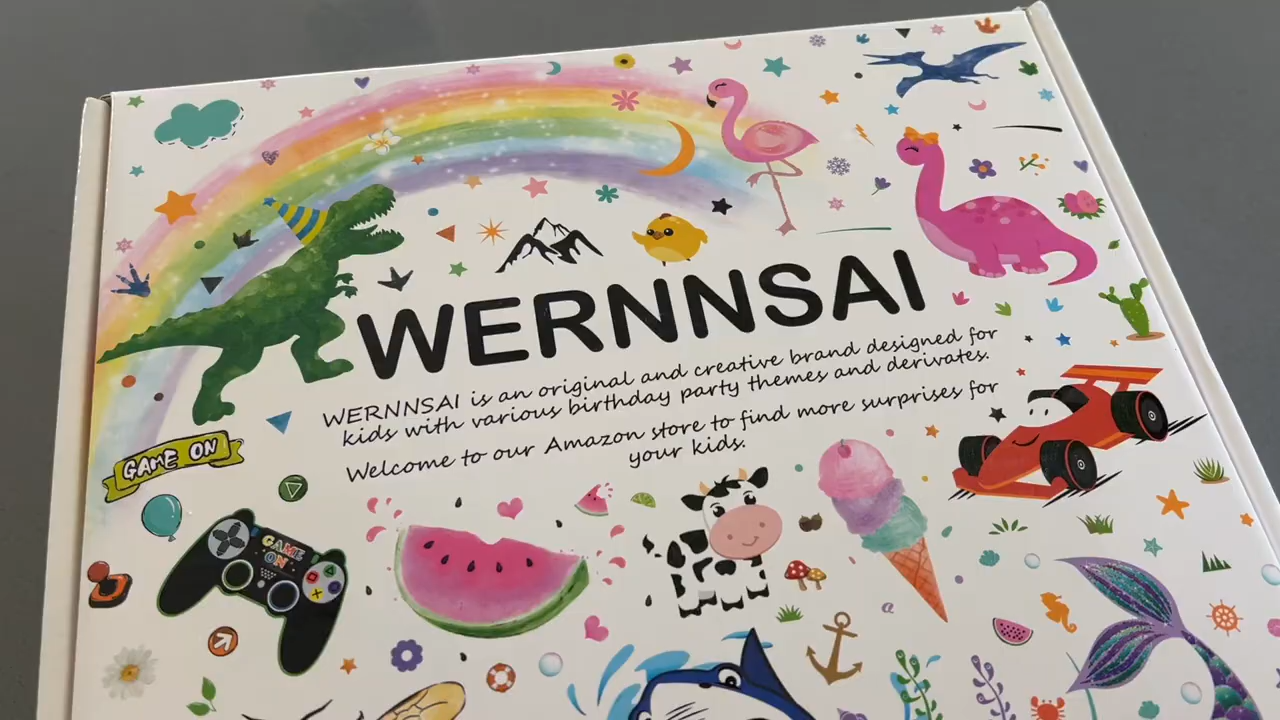 WERNNSAI
WERNNSAI is an original and creative brand designed for
kids with various birthday party themes and derivates.
Welcome to our Amazon store to find more surprises for
your kids.
GAME ON
GAME
ON